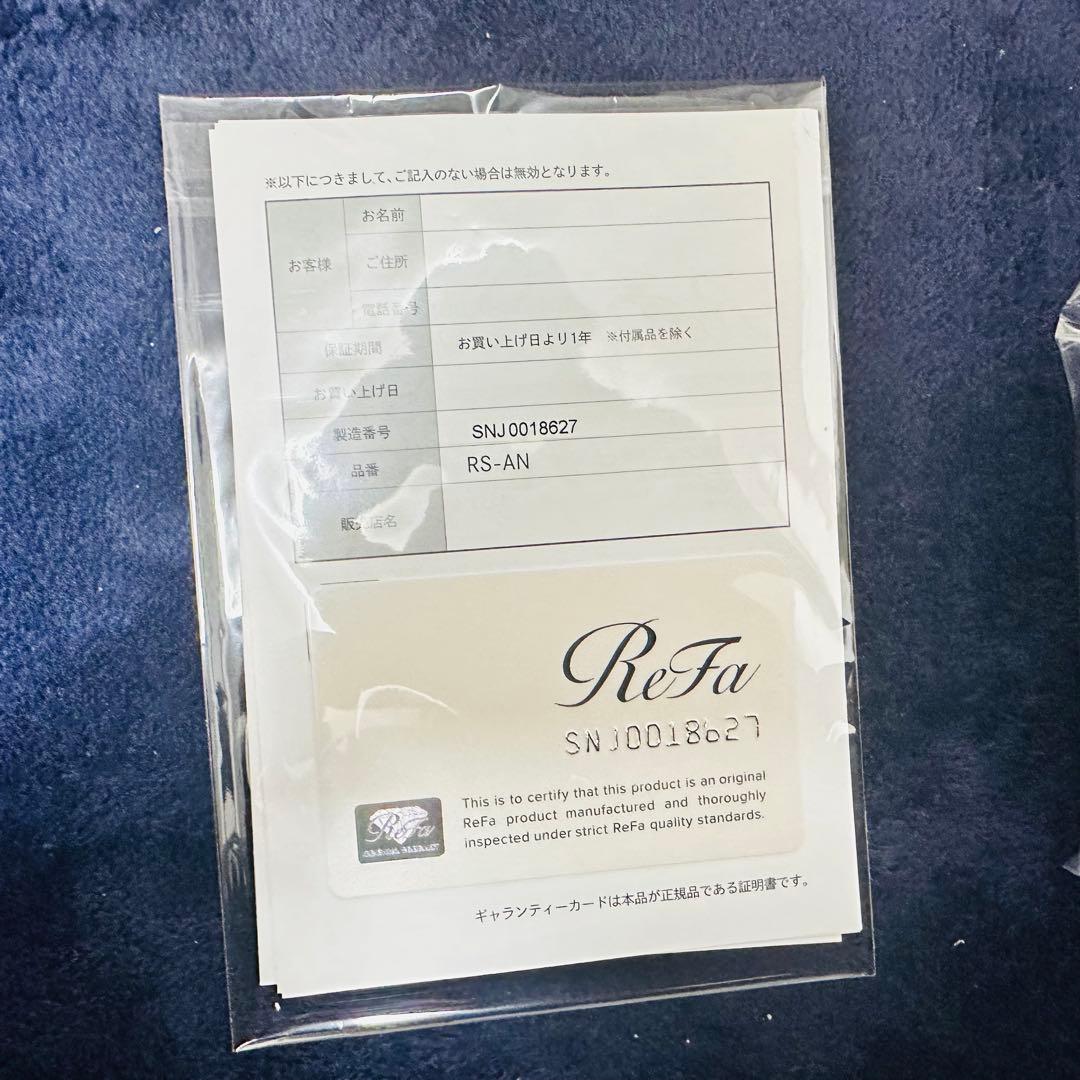 ※以下につきまして、ご記入のない場合は無効となります。
お客様
お名前
ご住所
電話番号
保証期間 お買い上げ日より1年 ※付属品を除く
お買い上げ日
製造番号 SNJ0018627
品番 RS-AN
販売店名
ReFa
SNJ0018627
This is to certify that this product is an original
ReFa product manufactured and thoroughly
inspected under strict ReFa quality standards.
ReFa
ギャランティーカードは本品が正規品である証明書です。